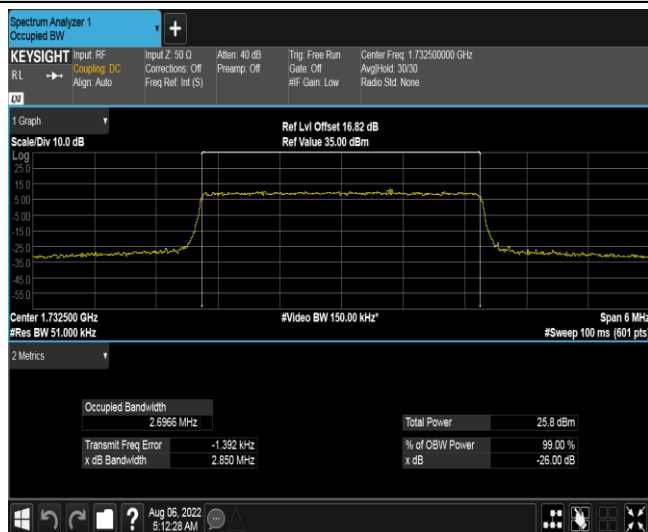 Spectrum Analyzer 1
Occupied BW
+
KEYSIGHT Input: RF Input Z: 50 Ω Atten: 40 dB Trig: Free Run Center Freq: 1.732500000 GHz
RL Coupling: DC Corrections: Off Preamp: Off Gate: Off Avg|Hold: 30/30
Align: Auto Freq Ref: Int (S) #IF Gain: Low Radio Std: None
LXI
1 Graph Ref Lvl Offset 16.82 dB
Scale/Div 10.0 dB Ref Value 35.00 dBm
Log
25.0
15.0
5.00
-5.00
-15.0
-25.0
-35.0
-45.0
-55.0
Center 1.732500 GHz #Video BW 150.00 kHz* Span 6 MHz
#Res BW 51.000 kHz #Sweep 100 ms (601 pts)
2 Metrics
Occupied Bandwidth
2.6966 MHz Total Power 25.8 dBm
Transmit Freq Error -1.392 kHz % of OBW Power 99.00 %
x dB Bandwidth 2.850 MHz x dB -26.00 dB
? Aug 06, 2022
5:12:28 AM